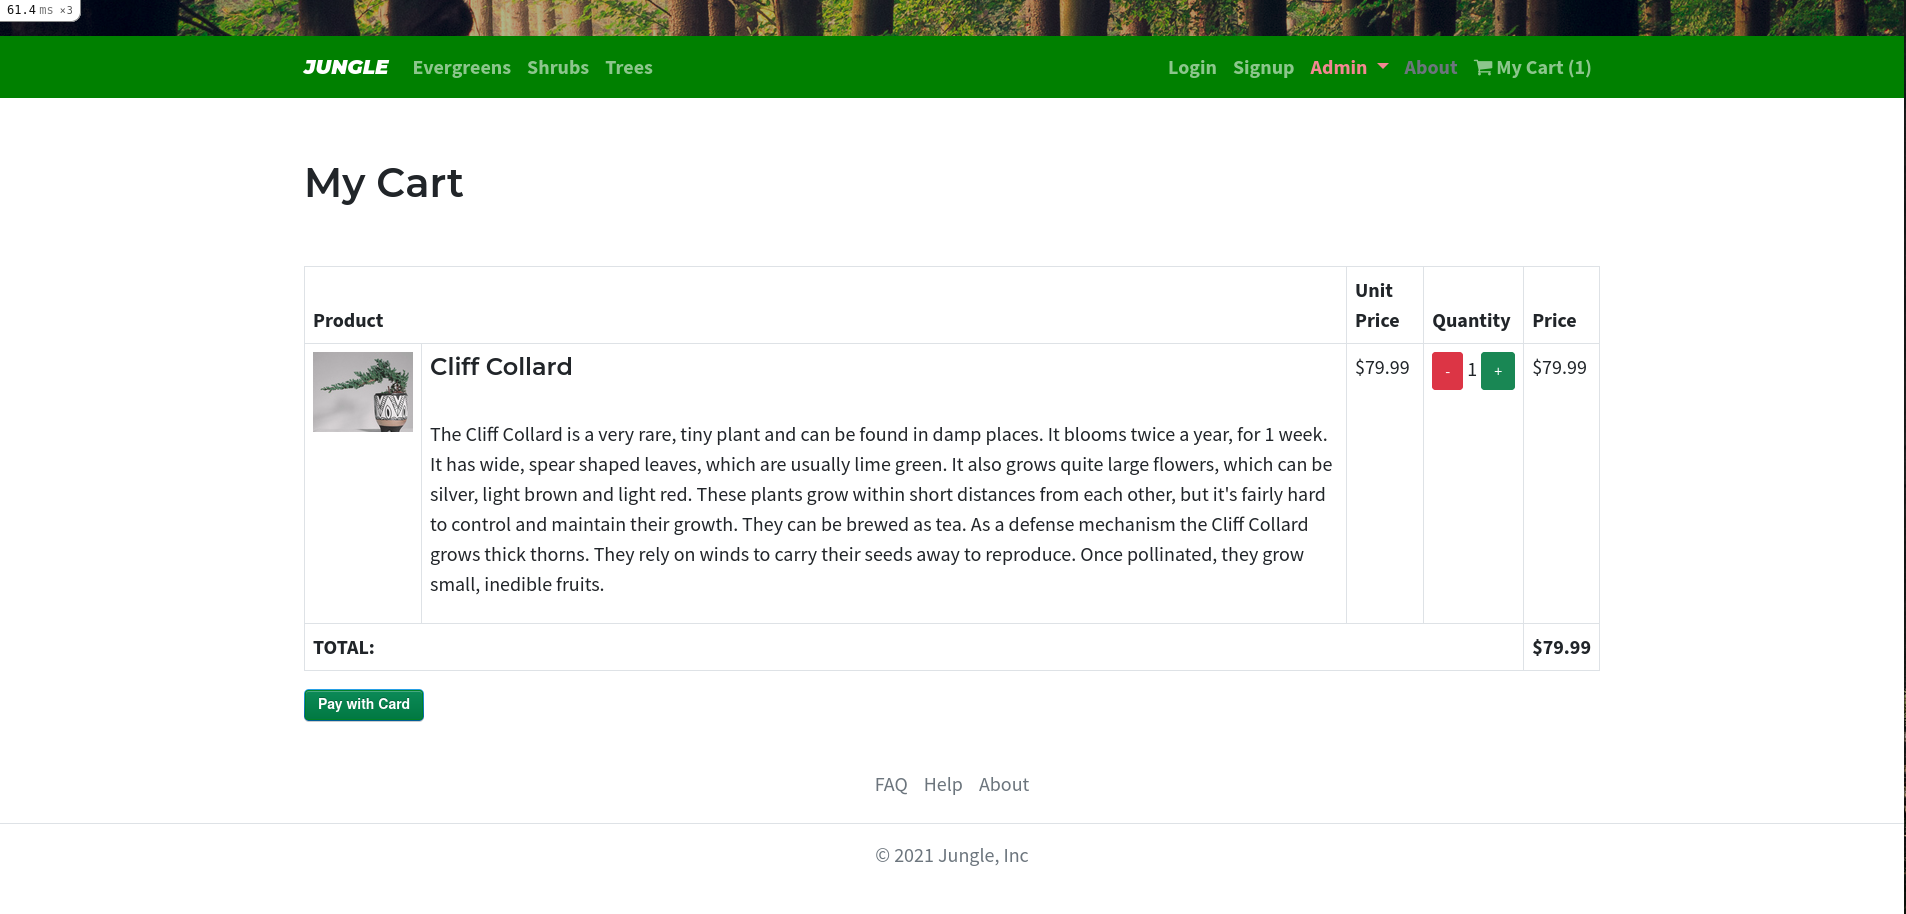 61.4 ms ×3
JUNGLE Evergreens Shrubs Trees Login Signup Admin About My Cart (1)
My Cart
Product Unit Price Quantity Price
Cliff Collard $79.99 - 1 + $79.99
The Cliff Collard is a very rare, tiny plant and can be found in damp places. It blooms twice a year, for 1 week.
It has wide, spear shaped leaves, which are usually lime green. It also grows quite large flowers, which can be
silver, light brown and light red. These plants grow within short distances from each other, but it's fairly hard
to control and maintain their growth. They can be brewed as tea. As a defense mechanism the Cliff Collard
grows thick thorns. They rely on winds to carry their seeds away to reproduce. Once pollinated, they grow
small, inedible fruits.
TOTAL: $79.99
Pay with Card
FAQ Help About
© 2021 Jungle, Inc